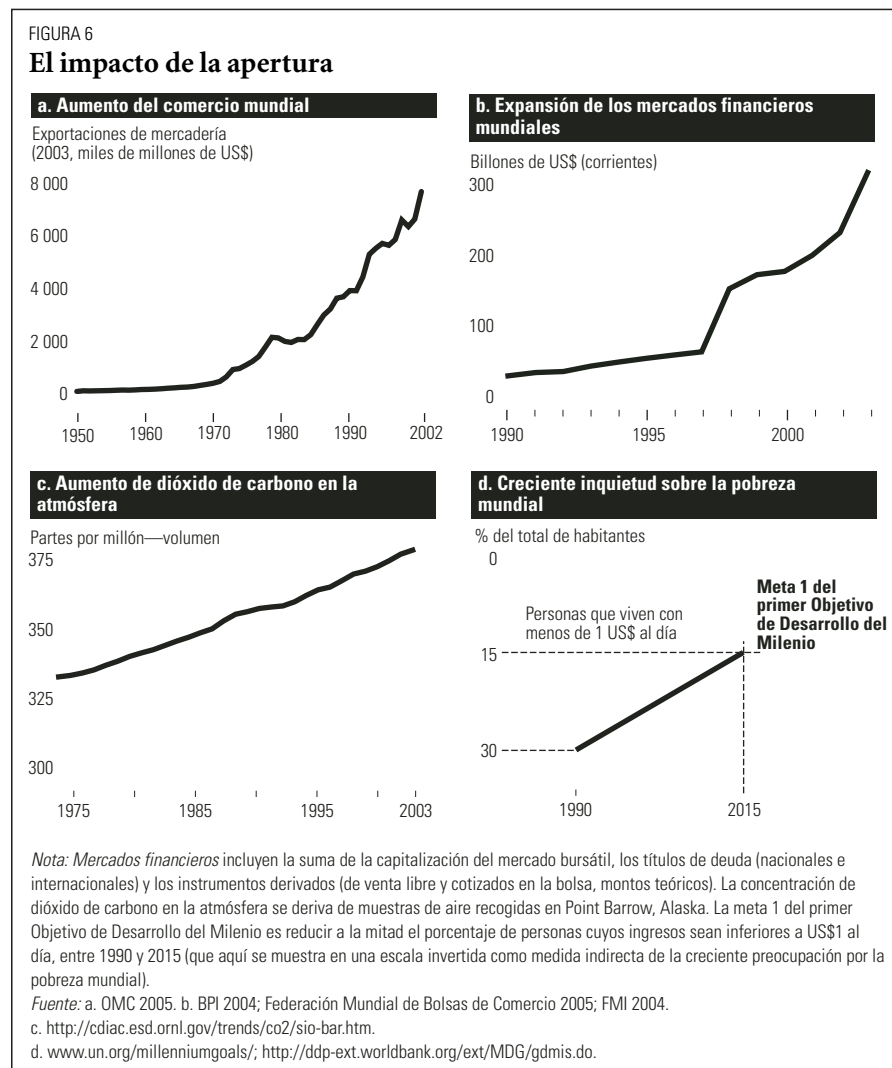 FIGURA 6
El impacto de la apertura
a. Aumento del comercio mundial
Exportaciones de mercadería
(2003, miles de millones de US$)
8 000
6 000
4 000
2 000
0
1950
1960
1970
1980
1990
2002
b. Expansión de los mercados financieros
mundiales
Billones de US$ (corrientes)
300
200
100
0
1990
1995
2000
c. Aumento de dióxido de carbono en la
atmósfera
Partes por millón—volumen
375
350
325
300
1975
1985
1995
2003
d. Creciente inquietud sobre la pobreza
mundial
% del total de habitantes
0
Meta 1 del
primer Objetivo
de Desarrollo del
Milenio
Personas que viven con
menos de 1 US$ al día
15
30
1990
2015
Nota: Mercados financieros incluyen la suma de la capitalización del mercado bursátil, los títulos de deuda (nacionales e
internacionales) y los instrumentos derivados (de venta libre y cotizados en la bolsa, montos teóricos). La concentración de
dióxido de carbono en la atmósfera se deriva de muestras de aire recogidas en Point Barrow, Alaska. La meta 1 del primer
Objetivo de Desarrollo del Milenio es reducir a la mitad el porcentaje de personas cuyos ingresos sean inferiores a US$1 al
día, entre 1990 y 2015 (que aquí se muestra en una escala invertida como medida indirecta de la creciente preocupación por la
pobreza mundial).
Fuente: a. OMC 2005. b. BPI 2004; Federación Mundial de Bolsas de Comercio 2005; FMI 2004.
c. http://cdiac.esd.ornl.gov/trends/co2/sio-bar.htm.
d. www.un.org/millenniumgoals/; http://ddp-ext.worldbank.org/ext/MDG/gdmis.do.